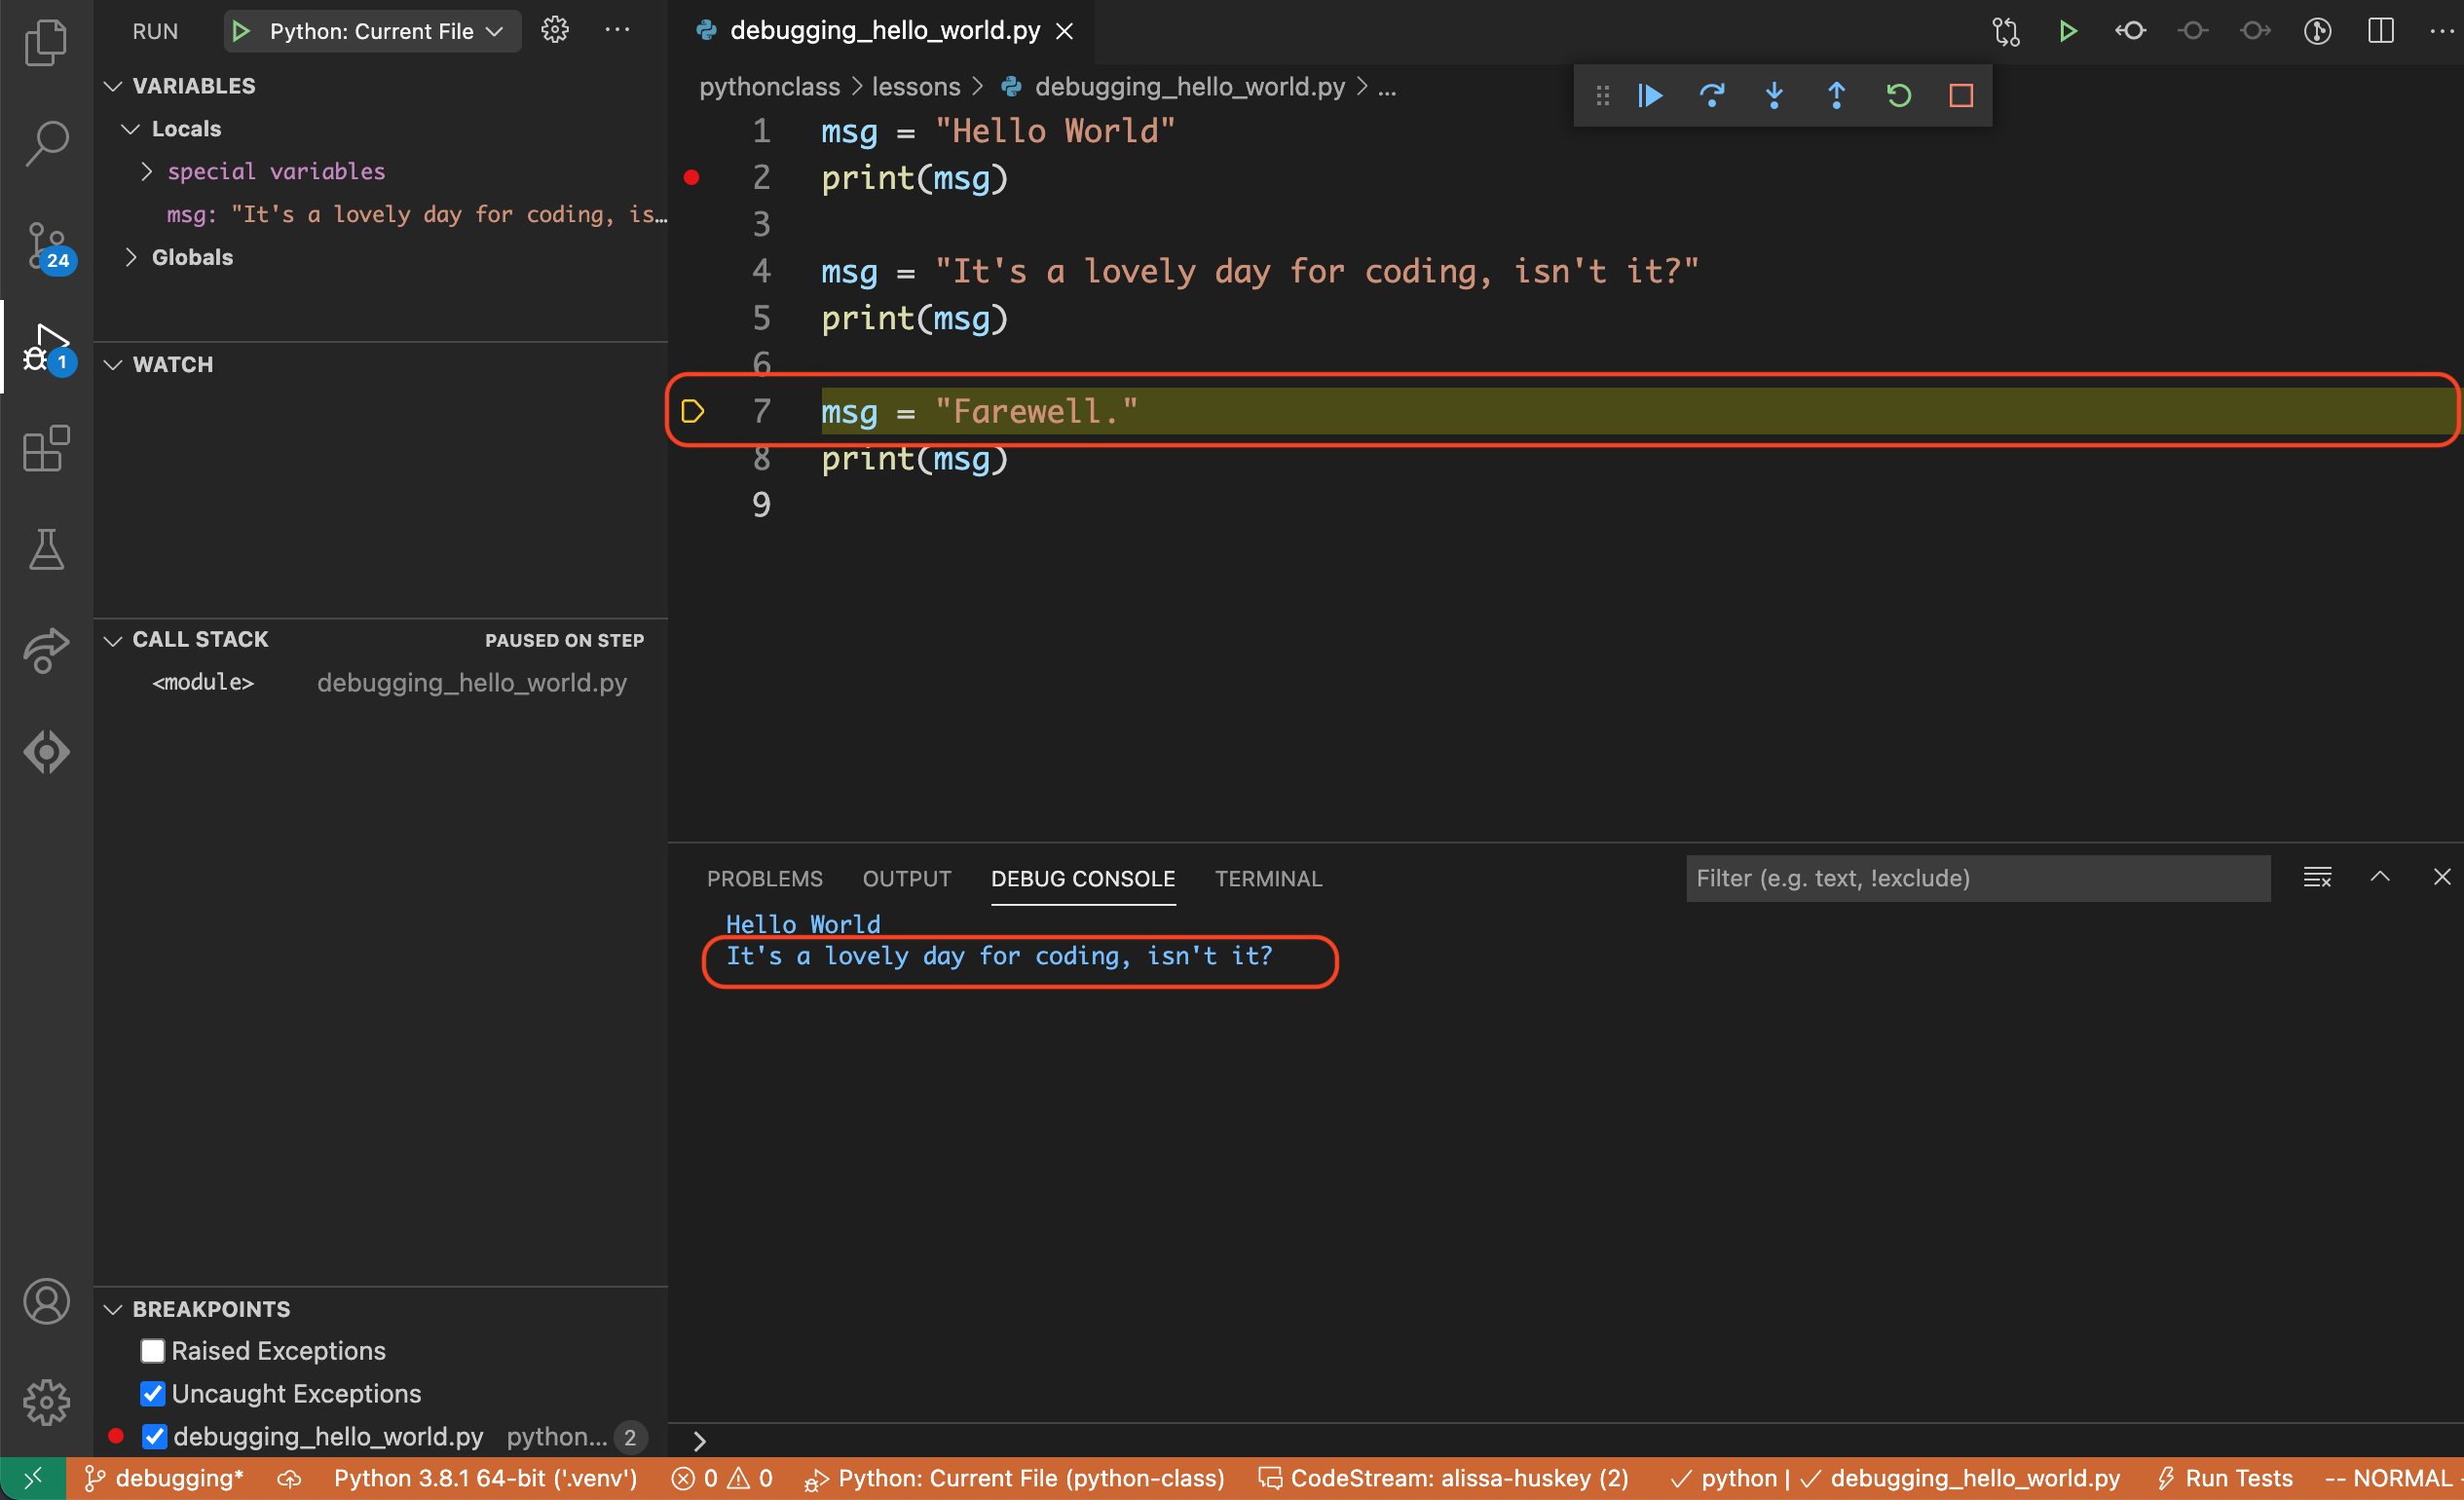 RUN Python: Current File
VARIABLES
Locals
special variables
msg: "It's a lovely day for coding, is…
Globals
24
1
WATCH
CALL STACK PAUSED ON STEP
<module> debugging_hello_world.py
BREAKPOINTS
Raised Exceptions
Uncaught Exceptions
debugging_hello_world.py python... 2
debugging_hello_world.py
pythonclass > lessons > debugging_hello_world.py > ...
1 msg = "Hello World"
2 print(msg)
3
4 msg = "It's a lovely day for coding, isn't it?"
5 print(msg)
6
7 msg = "Farewell."
8 print(msg)
9
PROBLEMS OUTPUT DEBUG CONSOLE TERMINAL Filter (e.g. text, !exclude)
Hello World
It's a lovely day for coding, isn't it?
debugging* Python 3.8.1 64-bit ('.venv') 0 0 Python: Current File (python-class) CodeStream: alissa-huskey (2) ✓ python | ✓ debugging_hello_world.py Run Tests -- NORMAL -